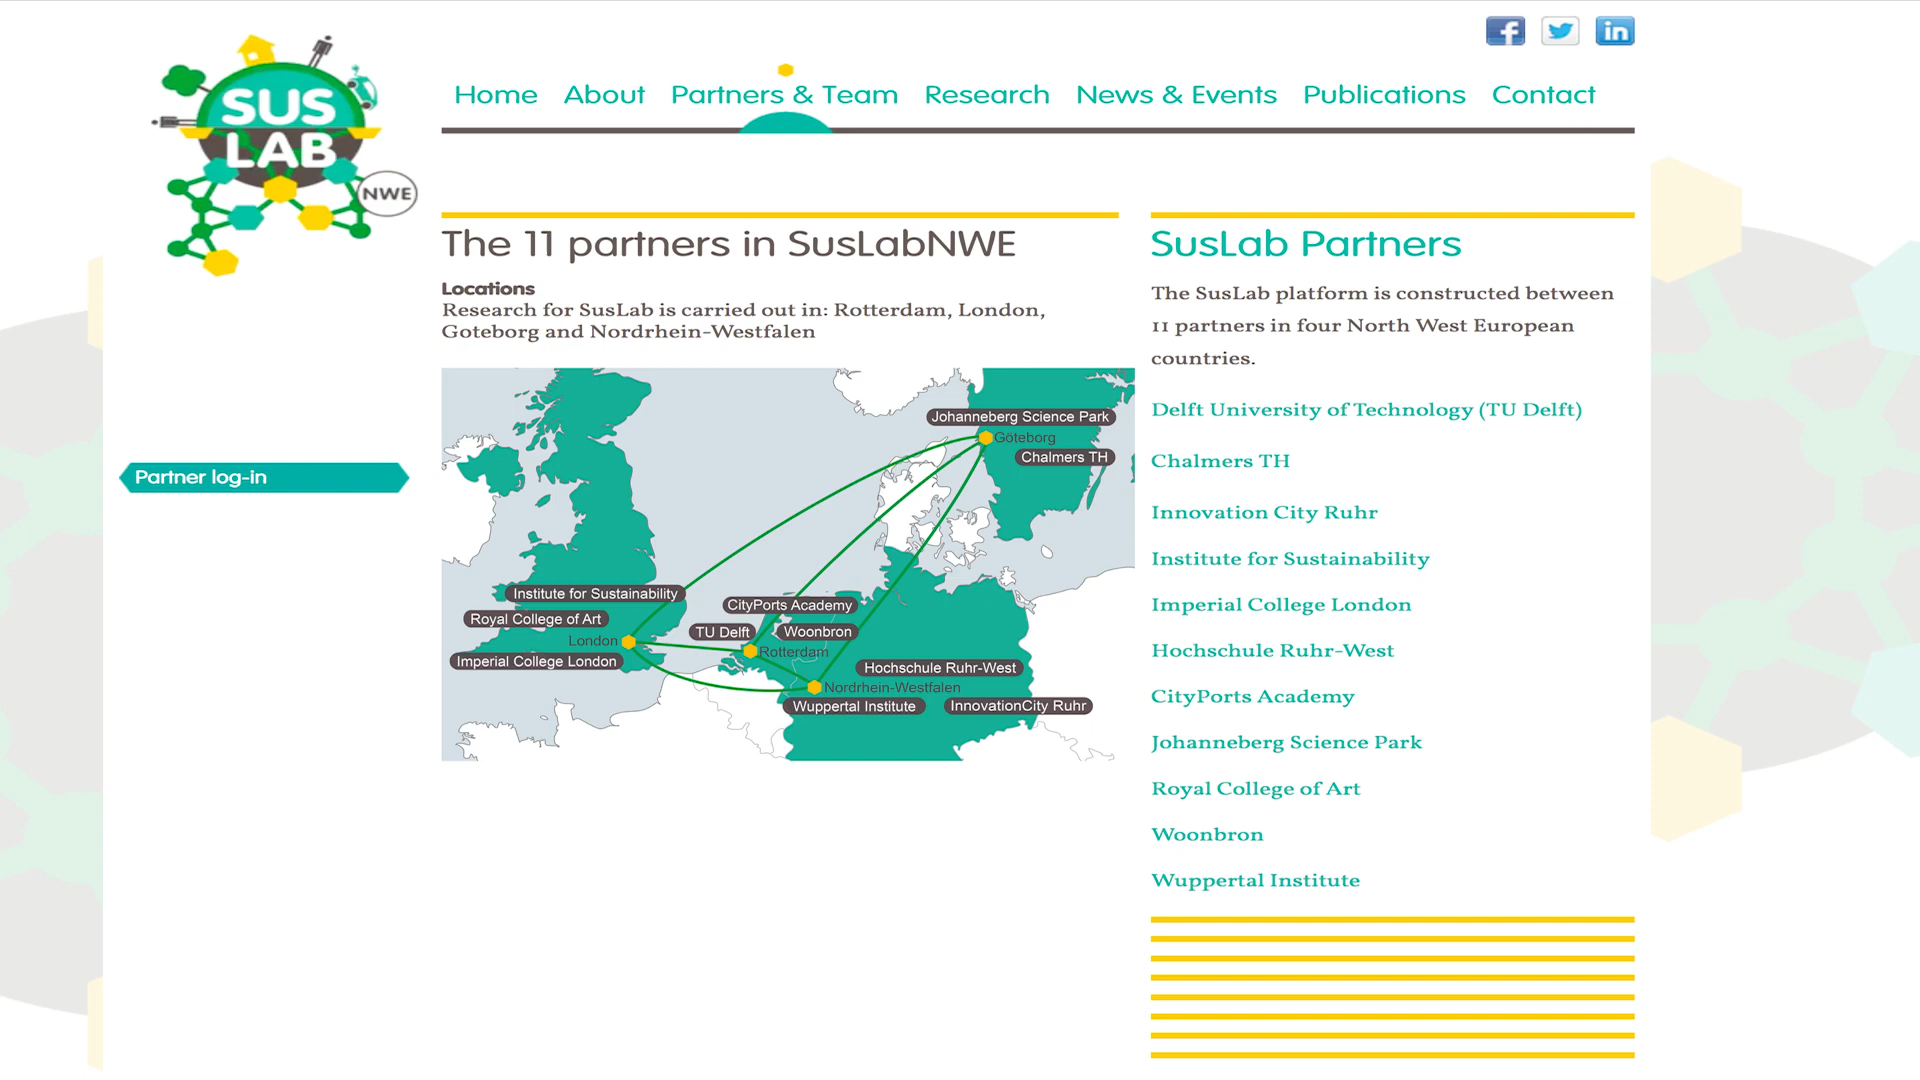 SUS
LAB
NWE
Home About Partners & Team Research News & Events Publications Contact
Partner log-in
The 11 partners in SusLabNWE
Locations
Research for SusLab is carried out in: Rotterdam, London,
Goteborg and Nordrhein-Westfalen
Johanneberg Science Park
Göteborg
Chalmers TH
Institute for Sustainability
Royal College of Art
London
Imperial College London
CityPorts Academy
TU Delft
Woonbron
Rotterdam
Hochschule Ruhr-West
Nordrhein-Westfalen
Wuppertal Institute
InnovationCity Ruhr
SusLab Partners
The SusLab platform is constructed between
11 partners in four North West European
countries.
Delft University of Technology (TU Delft)
Chalmers TH
Innovation City Ruhr
Institute for Sustainability
Imperial College London
Hochschule Ruhr-West
CityPorts Academy
Johanneberg Science Park
Royal College of Art
Woonbron
Wuppertal Institute